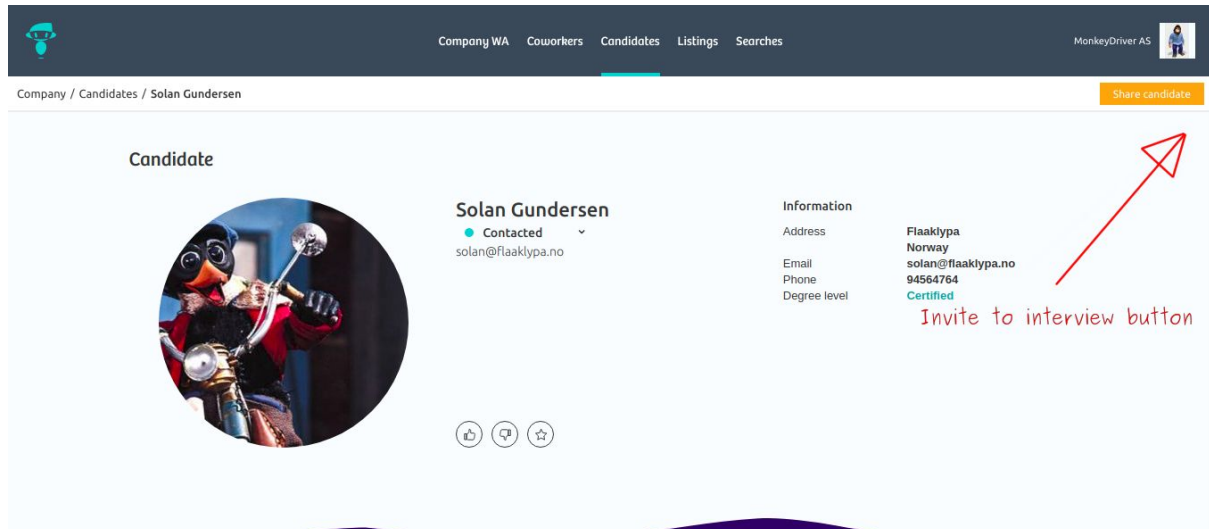 Company WA Coworkers Candidates Listings Searches MonkeyDriver AS
Company / Candidates / Solan Gundersen Share candidate
Candidate
Solan Gundersen
Contacted
solan@flaaklypa.no
Information
Address Flaaklypa
Norway
Email solan@flaaklypa.no
Phone 94564764
Degree level Certified
Invite to interview button